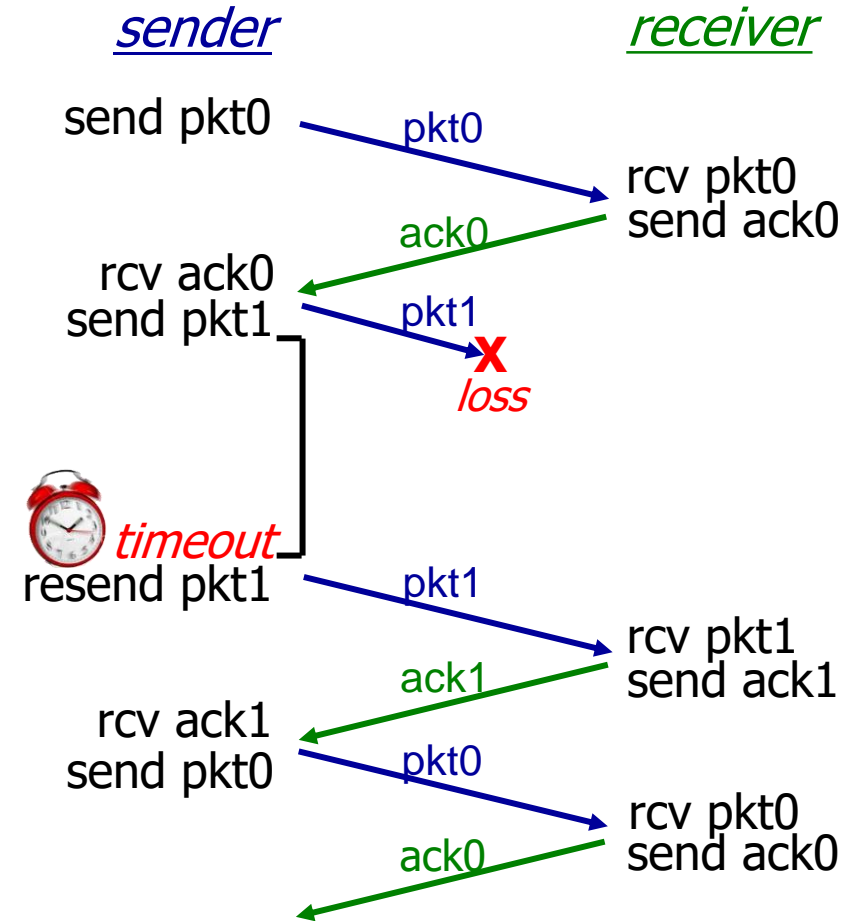 sender
receiver
send pkt0
pkt0
rcv pkt0
send ack0
ack0
rcv ack0
send pkt1
pkt1
X
loss
timeout
resend pkt1
pkt1
rcv pkt1
send ack1
ack1
rcv ack1
send pkt0
pkt0
rcv pkt0
send ack0
ack0